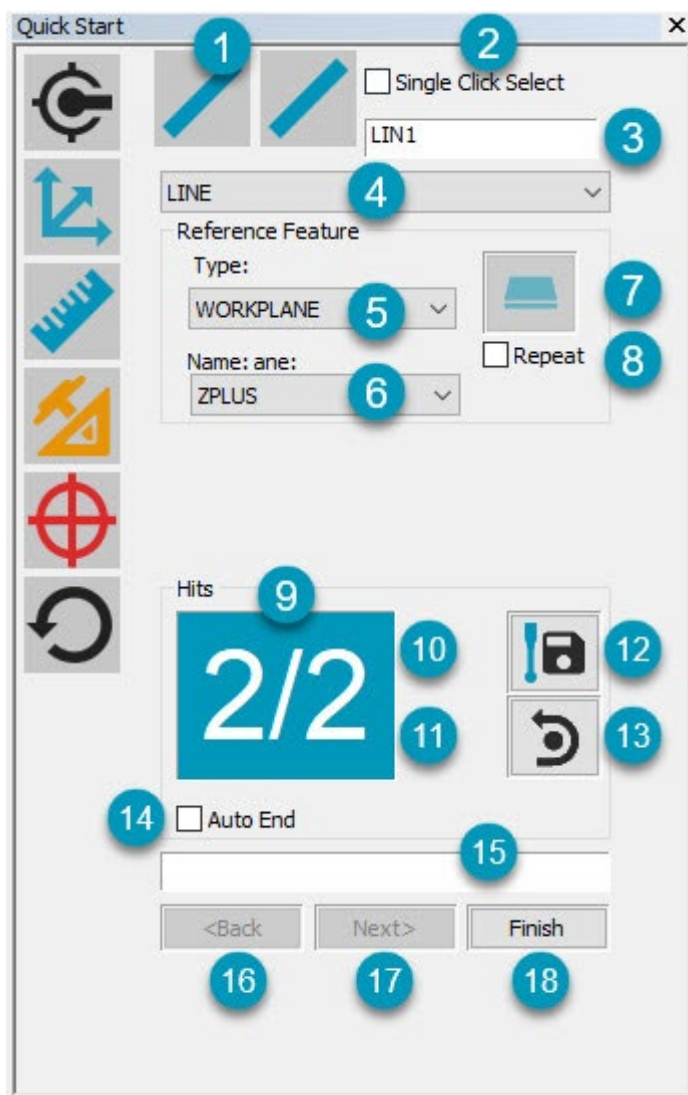 Quick Start
1
2
Single Click Select
LIN1
3
LINE
4
Reference Feature
Type:
WORKPLANE
5
7
Name: ane:
Repeat
8
ZPLUS
6
Hits
9
2/2
10
11
12
13
14
Auto End
15
<Back
Next>
Finish
16
17
18